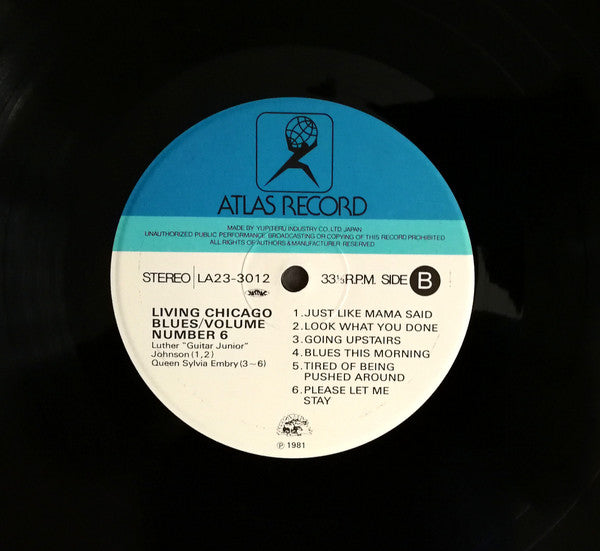 ATLAS RECORD
MADE BY YUPITERU INDUSTRY CO. LTD. JAPAN
UNAUTHORIZED PUBLIC PERFORMANCE, BROADCASTING OR COPYING OF THIS RECORD PROHIBITED
ALL RIGHTS OF AUTHORS & MANUFACTURER RESERVED
STEREO LA23-3012 33⅓R.P.M. SIDE B
LIVING CHICAGO
BLUES/VOLUME
NUMBER 6
Luther "Guitar Junior"
Johnson (1,2)
Queen Sylvia Embry (3~6)
1. JUST LIKE MAMA SAID
2. LOOK WHAT YOU DONE
3. GOING UPSTAIRS
4. BLUES THIS MORNING
5. TIRED OF BEING
PUSHED AROUND
6. PLEASE LET ME
STAY
℗ 1981